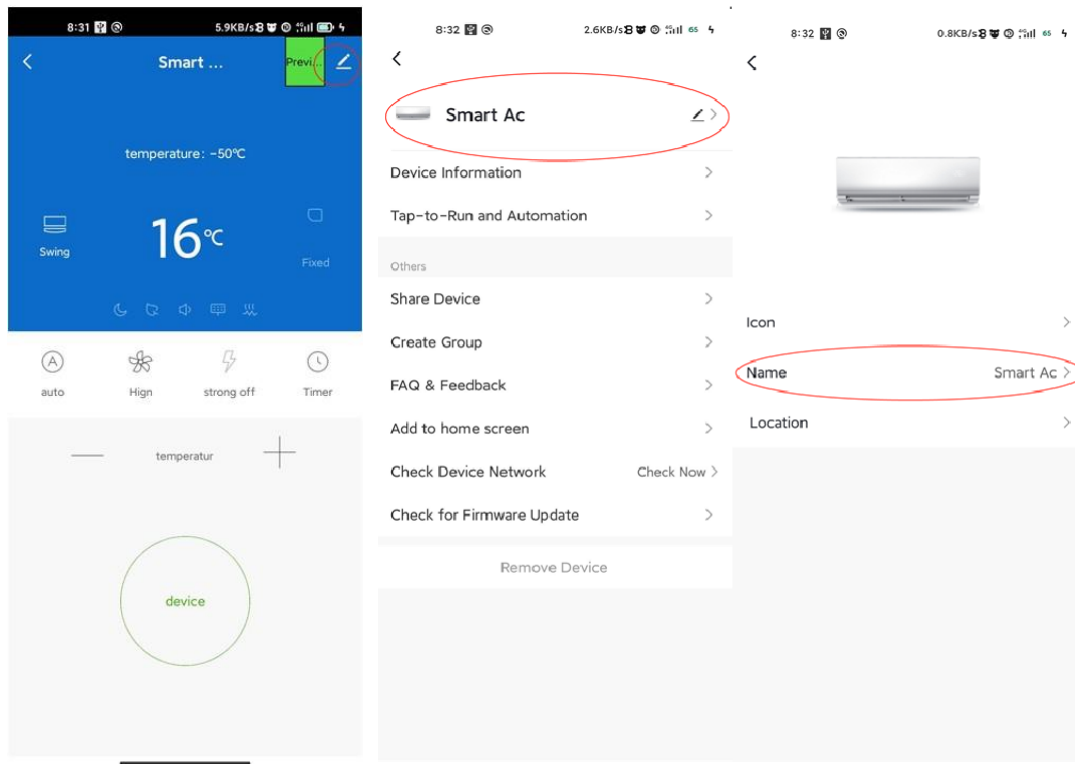 8:31
5.9KB/s
Smart ...
Previ...
temperature: -50℃
Swing
16℃
Fixed
A
auto
Hign
strong off
Timer
temperatur
device
8:32
2.6KB/s
65
Smart Ac
Device Information
Tap-to-Run and Automation
Others
Share Device
Create Group
FAQ & Feedback
Add to home screen
Check Device Network
Check Now
Check for Firmware Update
Remove Device
8:32
0.8KB/s
65
Icon
Name
Smart Ac
Location